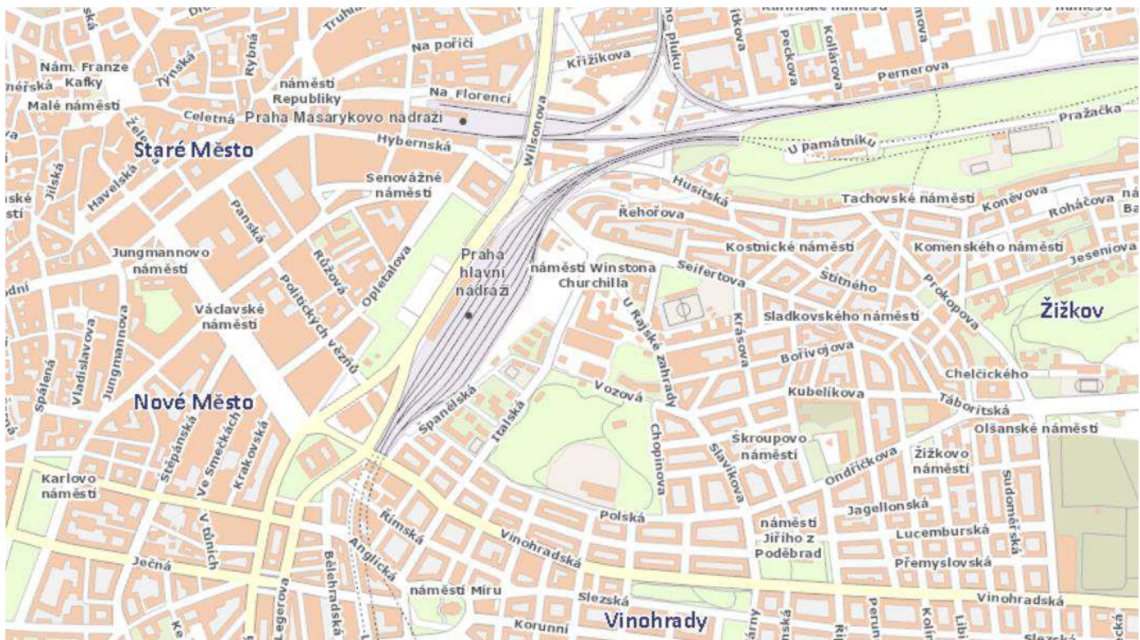 Na poříčí
Křižíkova
Peckova
Kollárova
Pernerova
Rybná
Týnská
Nám. Franze
Kafky
Malé náměstí
náměstí
Republiky
Na Florenci
Celetná
Praha Masarykovo nádraží
Wilsonova
Pražačka
U památníku
Hybernská
Staré Město
Senovážné
náměstí
Husitská
Tachovské náměstí
Koněvova
Roháčova
Jilská
Havelská
Řehořova
Panská
Kostnické náměstí
Komenského náměstí
Jeseniova
Jungmannovo
náměstí
Růžová
Opletalova
Praha
hlavní
nádraží
náměstí Winstona
Churchilla
Seifertova
Štítného
Prokopova
Politických vězňů
Václavské
náměstí
U Rajské zahrady
Krásova
Sladkovského náměstí
Žižkov
Spálená
Vladislavova
Jungmannova
Bořivojova
Chelčického
Vozová
Kubelíkova
Táboritská
Nové Město
Španělská
Italská
Olšanské náměstí
Štěpánská
Ve Smečkách
Krakovská
Chopinova
Slavíkova
Škroupovo
náměstí
Žižkovo
náměstí
Ondříčkova
Sudoměřská
Karlovo
náměstí
V tůních
Římská
Polská
Jagellonská
náměstí
Jiřího z
Poděbrad
Lucemburská
Vinohradská
Anglická
Přemyslovská
Ječná
Bělehradská
Legerova
náměstí Míru
Slezská
Vinohradská
Korunní
Vinohrady
Slezská